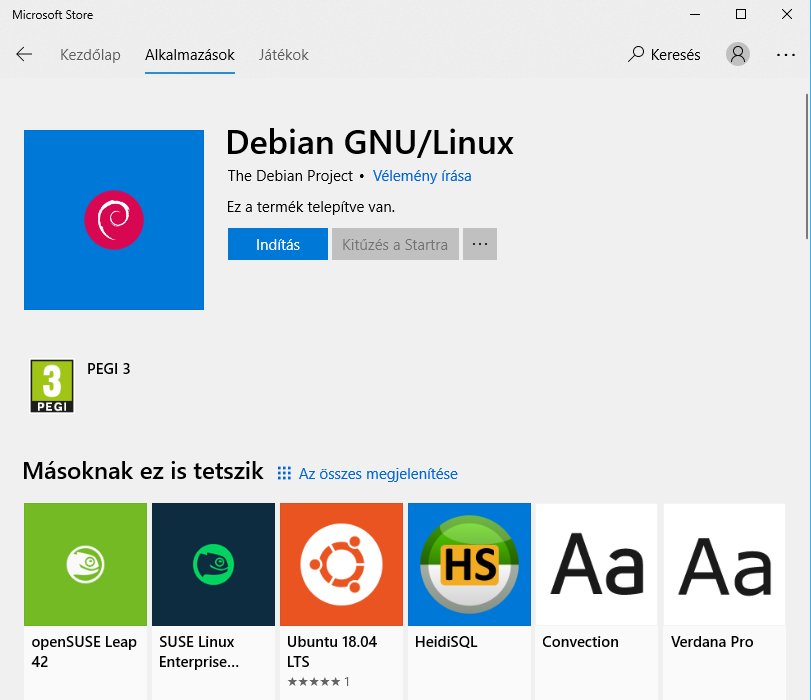 Microsoft Store
Kezdőlap Alkalmazások Játékok Keresés
Debian GNU/Linux
The Debian Project • Vélemény írása
Ez a termék telepítve van.
Indítás Kitűzés a Startra ...
3
PEGI
PEGI 3
Másoknak ez is tetszik Az összes megjelenítése
HS Aa Aa
openSUSE Leap 42
SUSE Linux Enterprise...
Ubuntu 18.04 LTS
★★★★★ 1
HeidiSQL
Convection
Verdana Pro